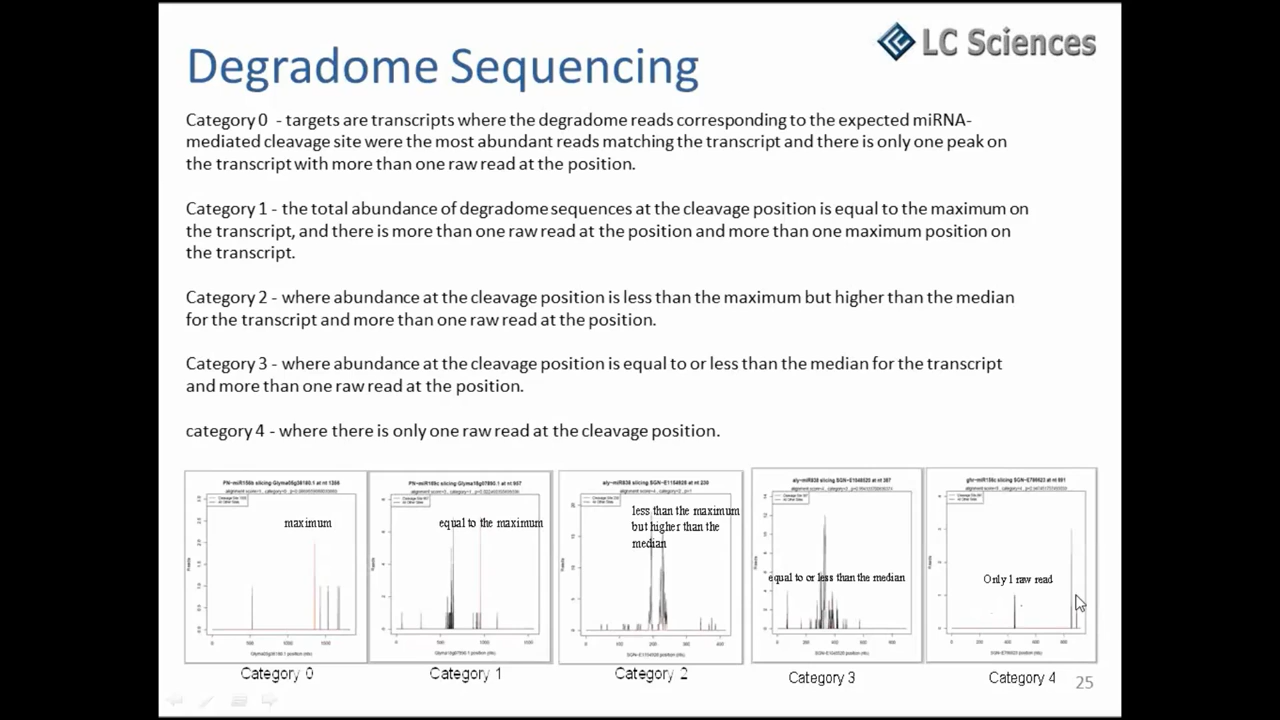 LC Sciences
Degradome Sequencing
Category 0 - targets are transcripts where the degradome reads corresponding to the expected miRNA-
mediated cleavage site were the most abundant reads matching the transcript and there is only one peak on
the transcript with more than one raw read at the position.
Category 1 - the total abundance of degradome sequences at the cleavage position is equal to the maximum on
the transcript, and there is more than one raw read at the position and more than one maximum position on
the transcript.
Category 2 - where abundance at the cleavage position is less than the maximum but higher than the median
for the transcript and more than one raw read at the position.
Category 3 - where abundance at the cleavage position is equal to or less than the median for the transcript
and more than one raw read at the position.
category 4 - where there is only one raw read at the cleavage position.
maximum
equal to the maximum
less than the maximum
but higher than the
median
equal to or less than the median
Only 1 raw read
Category 0
Category 1
Category 2
Category 3
Category 4
25